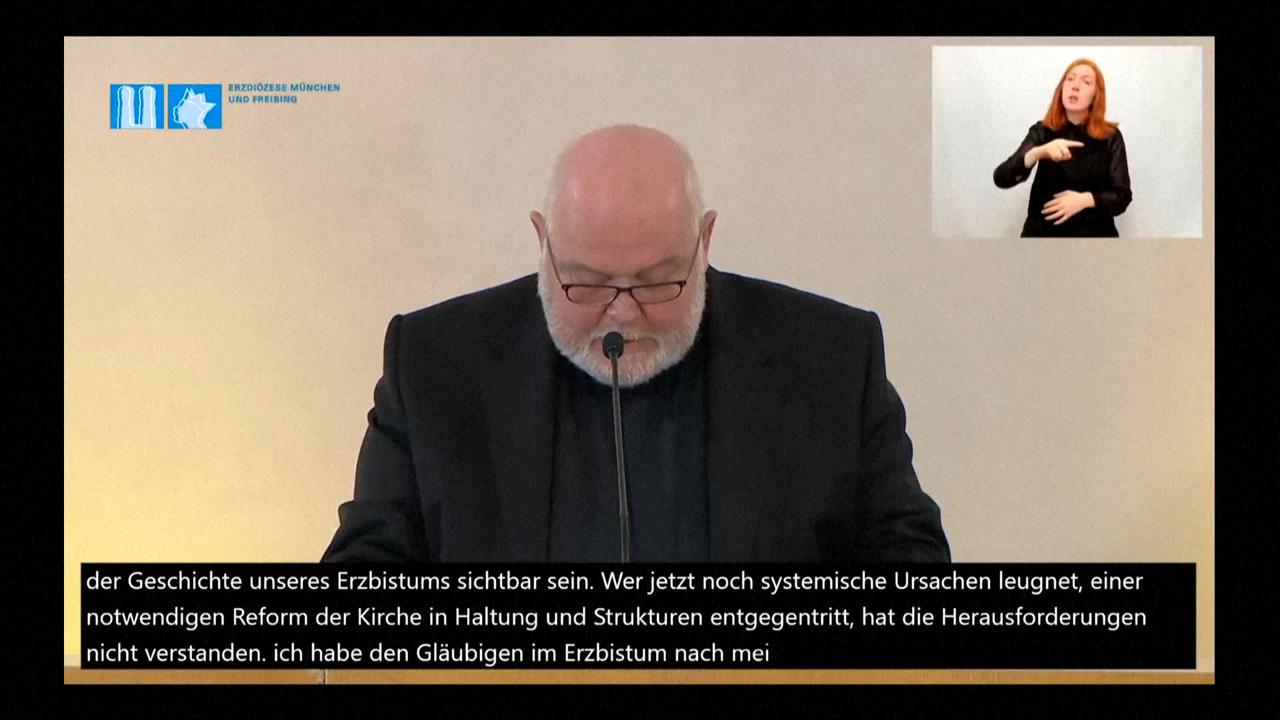 ERZDIÖZESE MÜNCHEN
UND FREISING
der Geschichte unseres Erzbistums sichtbar sein. Wer jetzt noch systemische Ursachen leugnet, einer
notwendigen Reform der Kirche in Haltung und Strukturen entgegentritt, hat die Herausforderungen
nicht verstanden. ich habe den Gläubigen im Erzbistum nach mei